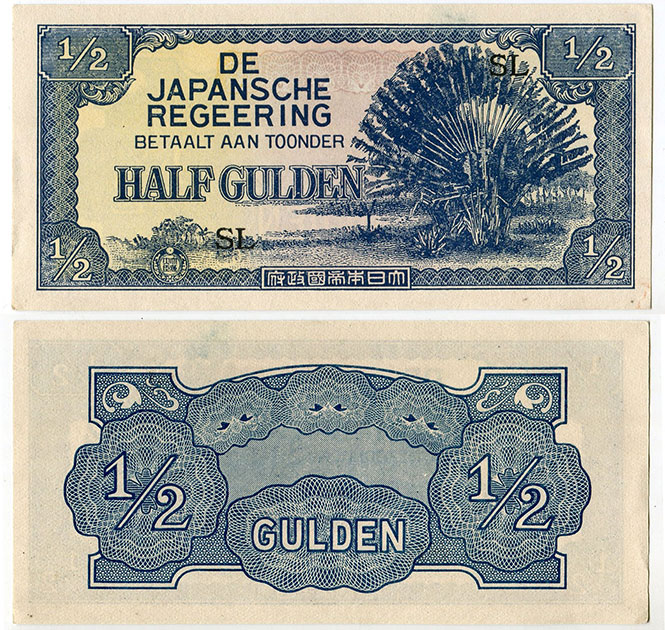 1/2
1/2
DE
JAPANSCHE
REGEERING
BETAALT AAN TOONDER
HALF GULDEN
SL
SL
1/2
1/2
大日本帝國政府
1/2
1/2
GULDEN